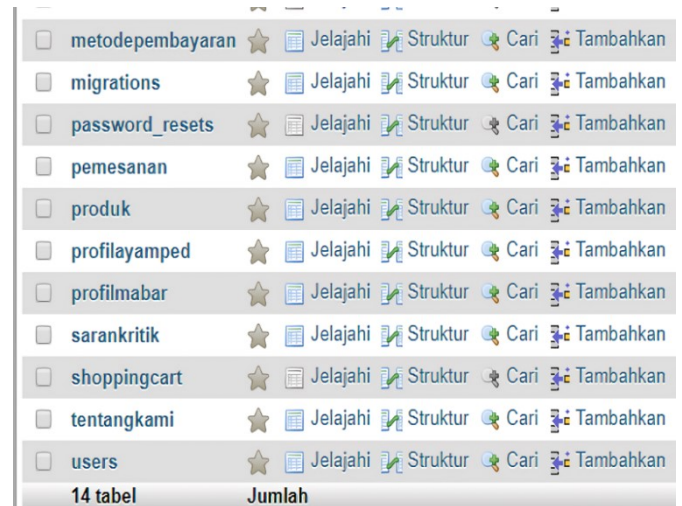 metodepembayaran Jelajahi Struktur Cari Tambahkan
migrations Jelajahi Struktur Cari Tambahkan
password_resets Jelajahi Struktur Cari Tambahkan
pemesanan Jelajahi Struktur Cari Tambahkan
produk Jelajahi Struktur Cari Tambahkan
profilayamped Jelajahi Struktur Cari Tambahkan
profilmabar Jelajahi Struktur Cari Tambahkan
sarankritik Jelajahi Struktur Cari Tambahkan
shoppingcart Jelajahi Struktur Cari Tambahkan
tentangkami Jelajahi Struktur Cari Tambahkan
users Jelajahi Struktur Cari Tambahkan
14 tabel Jumlah